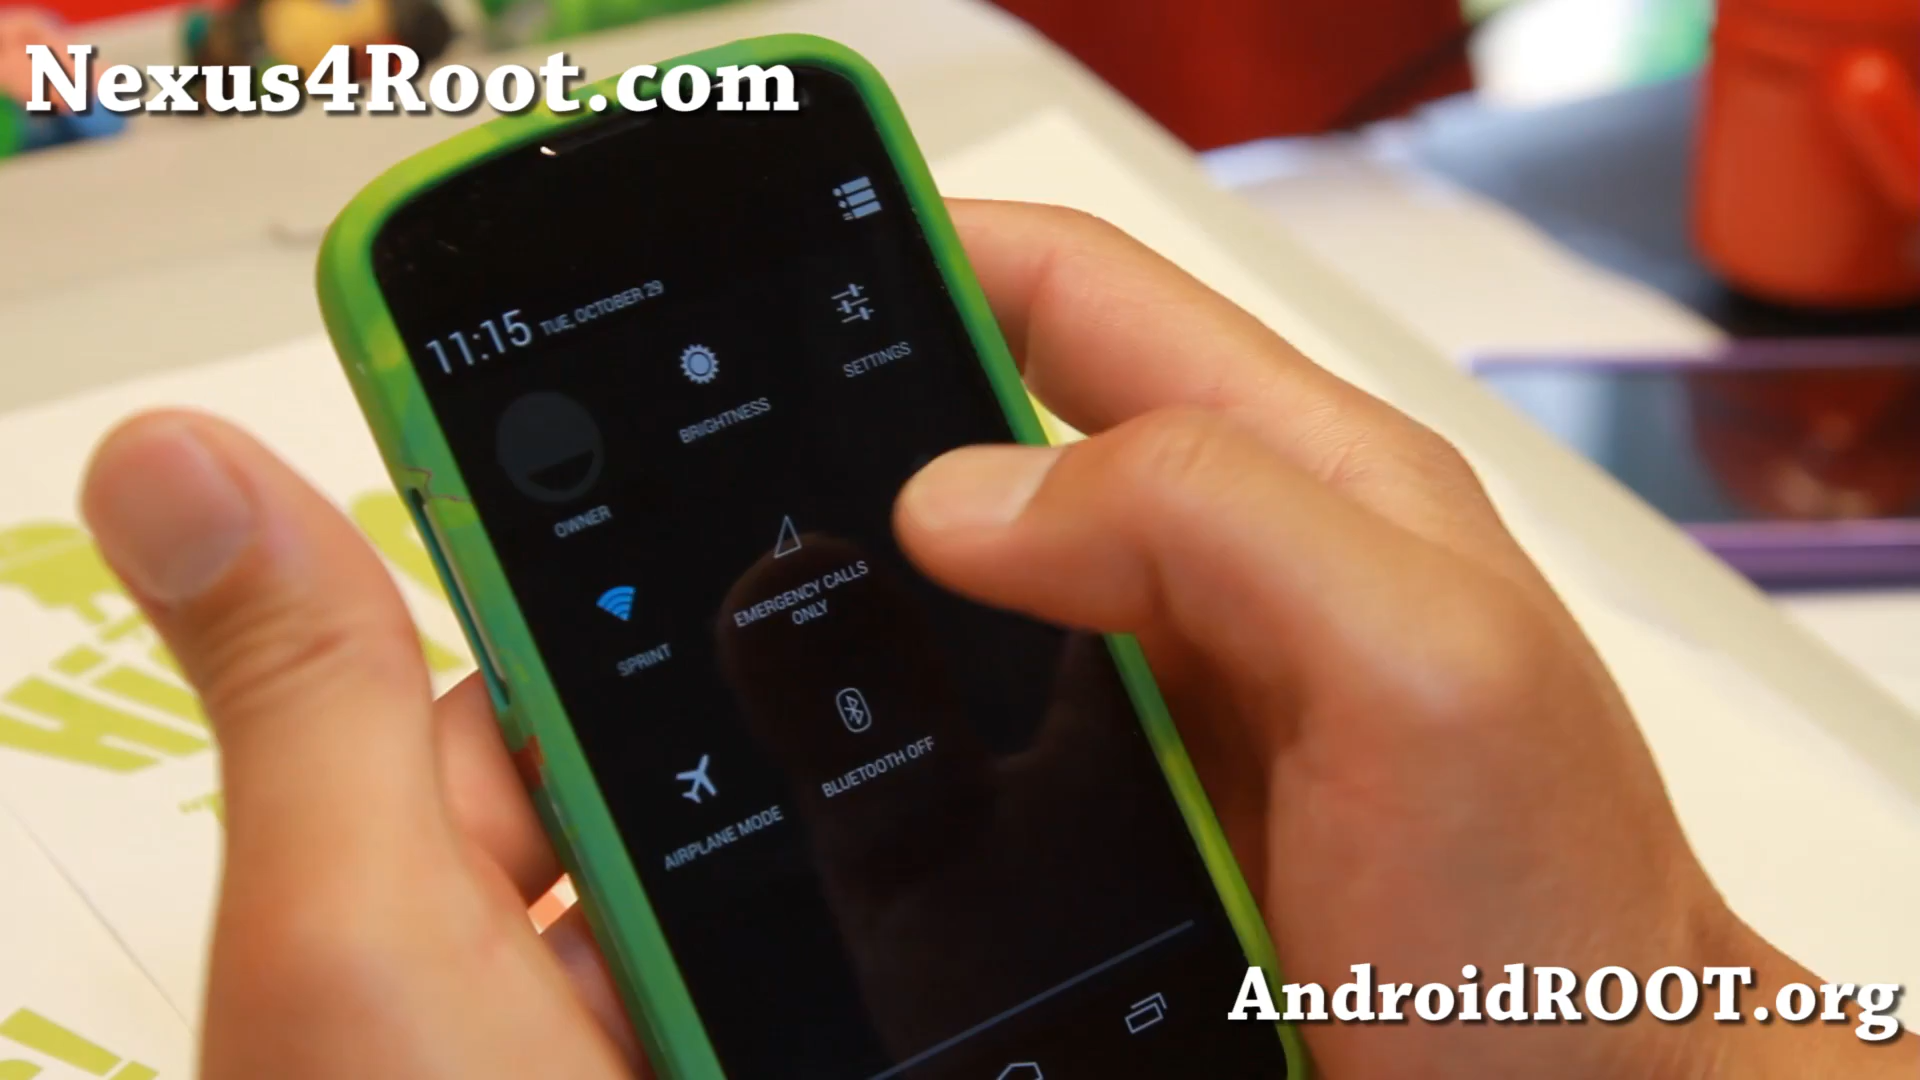 Nexus4Root.com
11:15 TUE, OCTOBER 29
BRIGHTNESS
SETTINGS
OWNER
EMERGENCY CALLS
ONLY
SPRINT
BLUETOOTH OFF
AIRPLANE MODE
AndroidROOT.org